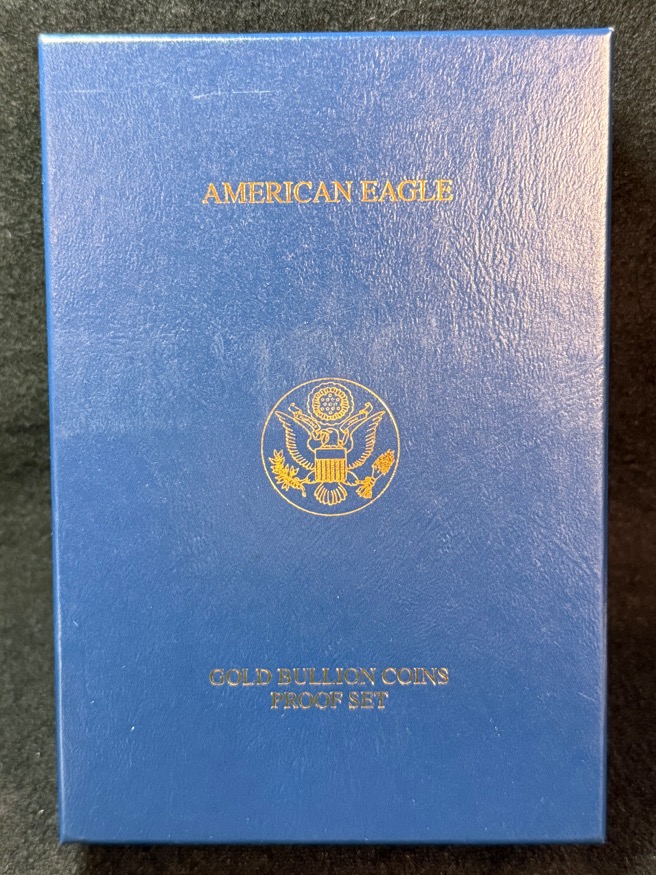 AMERICAN EAGLE
GOLD BULLION COINS
PROOF SET